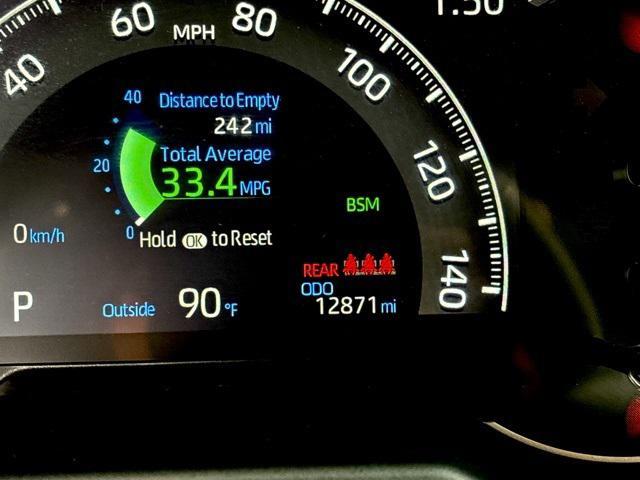 1:50
40 60 MPH 80 100 120 140
40 Distance to Empty
242 mi
Total Average
20
33.4 MPG
BSM
0 km/h
0 Hold OK to Reset
REAR
ODO
P Outside 90 °F 12871 mi